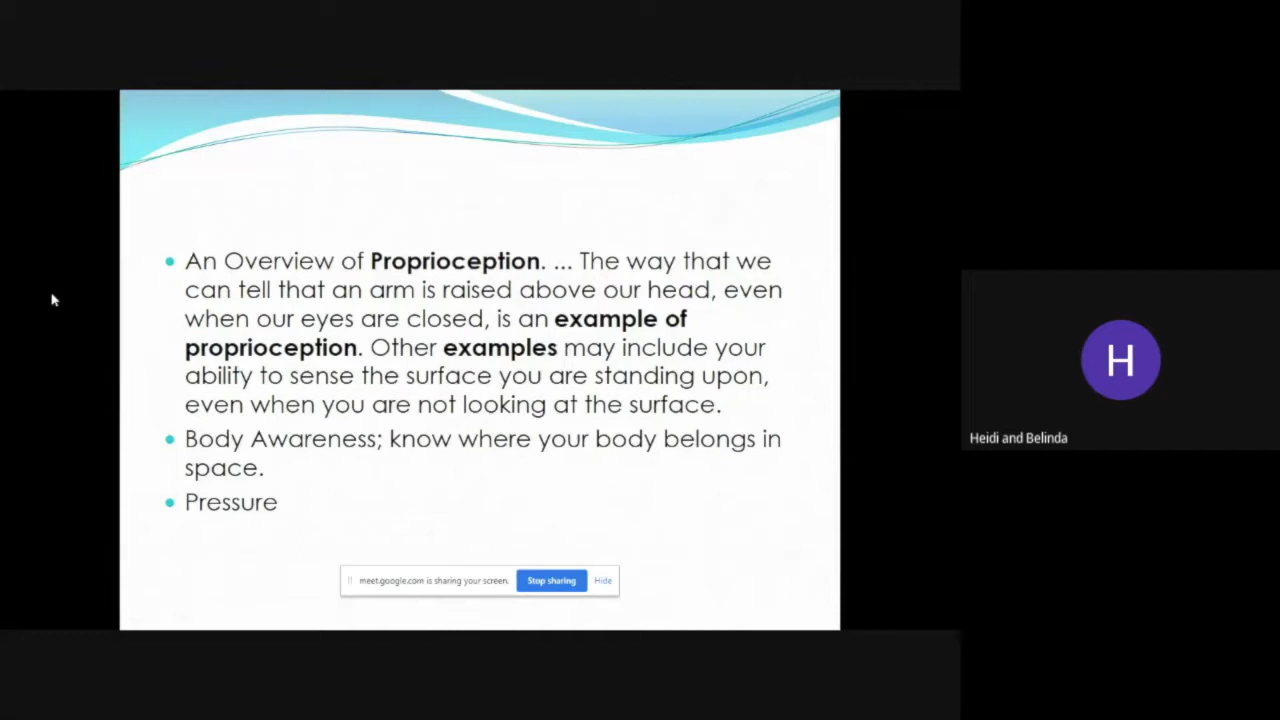 An Overview of Proprioception. ... The way that we
can tell that an arm is raised above our head, even
when our eyes are closed, is an example of
proprioception. Other examples may include your
ability to sense the surface you are standing upon,
even when you are not looking at the surface.
Body Awareness; know where your body belongs in
space.
Pressure
meet.google.com is sharing your screen. Stop sharing Hide
H
Heidi and Belinda